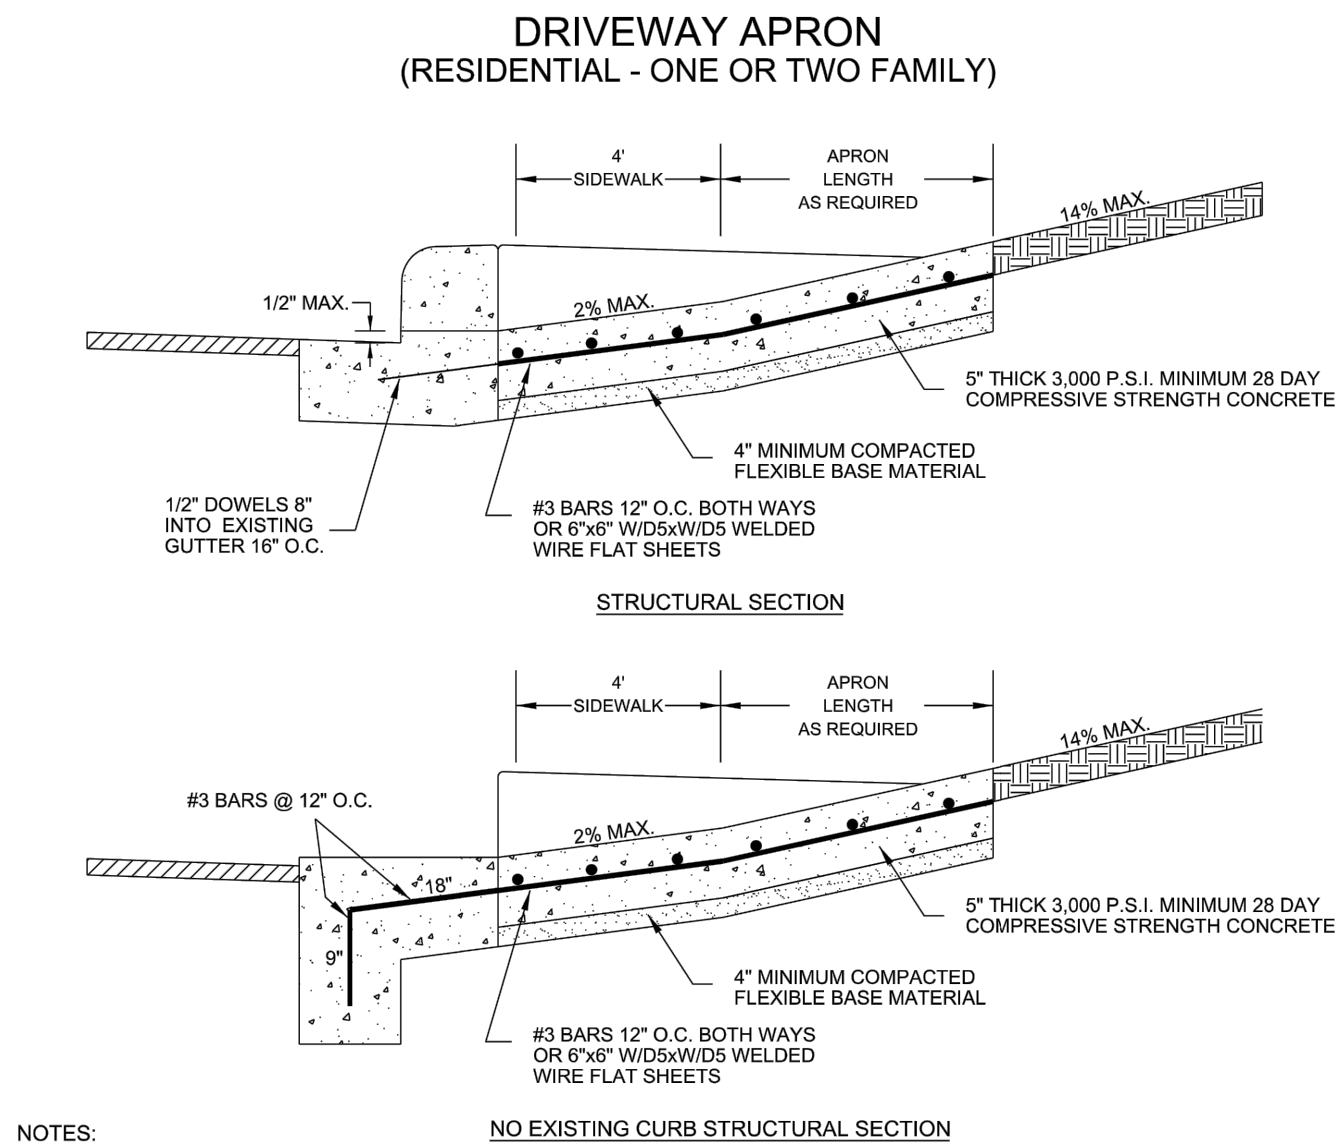 DRIVEWAY APRON
(RESIDENTIAL - ONE OR TWO FAMILY)
4'
SIDEWALK
APRON
LENGTH
AS REQUIRED
14% MAX.
1/2" MAX.
2% MAX.
5" THICK 3,000 P.S.I. MINIMUM 28 DAY
COMPRESSIVE STRENGTH CONCRETE
4" MINIMUM COMPACTED
FLEXIBLE BASE MATERIAL
1/2" DOWELS 8"
INTO EXISTING
GUTTER 16" O.C.
#3 BARS 12" O.C. BOTH WAYS
OR 6"x6" W/D5xW/D5 WELDED
WIRE FLAT SHEETS
STRUCTURAL SECTION
4'
SIDEWALK
APRON
LENGTH
AS REQUIRED
14% MAX.
#3 BARS @ 12" O.C.
2% MAX.
18"
9"
5" THICK 3,000 P.S.I. MINIMUM 28 DAY
COMPRESSIVE STRENGTH CONCRETE
4" MINIMUM COMPACTED
FLEXIBLE BASE MATERIAL
#3 BARS 12" O.C. BOTH WAYS
OR 6"x6" W/D5xW/D5 WELDED
WIRE FLAT SHEETS
NO EXISTING CURB STRUCTURAL SECTION
NOTES: